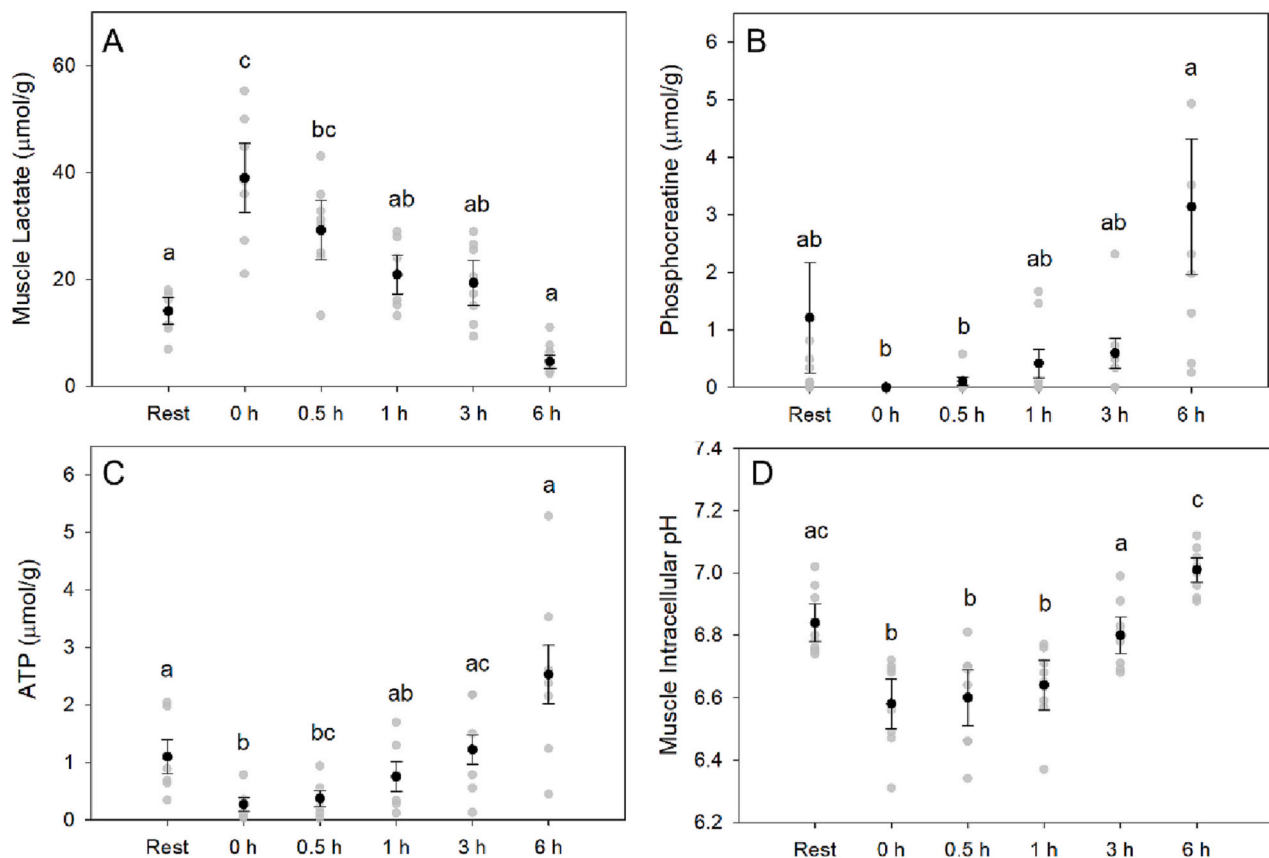 A
Muscle Lactate (μmol/g)
60
40
20
0
a
c
bc
ab
ab
a
Rest 0 h 0.5 h 1 h 3 h 6 h
B
Phosphocreatine (μmol/g)
6
5
4
3
2
1
0
ab
b
b
ab
ab
a
Rest 0 h 0.5 h 1 h 3 h 6 h
C
ATP (μmol/g)
6
5
4
3
2
1
0
a
b
bc
ab
ac
a
Rest 0 h 0.5 h 1 h 3 h 6 h
D
Muscle Intracellular pH
7.4
7.2
7.0
6.8
6.6
6.4
6.2
ac
b
b
b
a
c
Rest 0 h 0.5 h 1 h 3 h 6 h